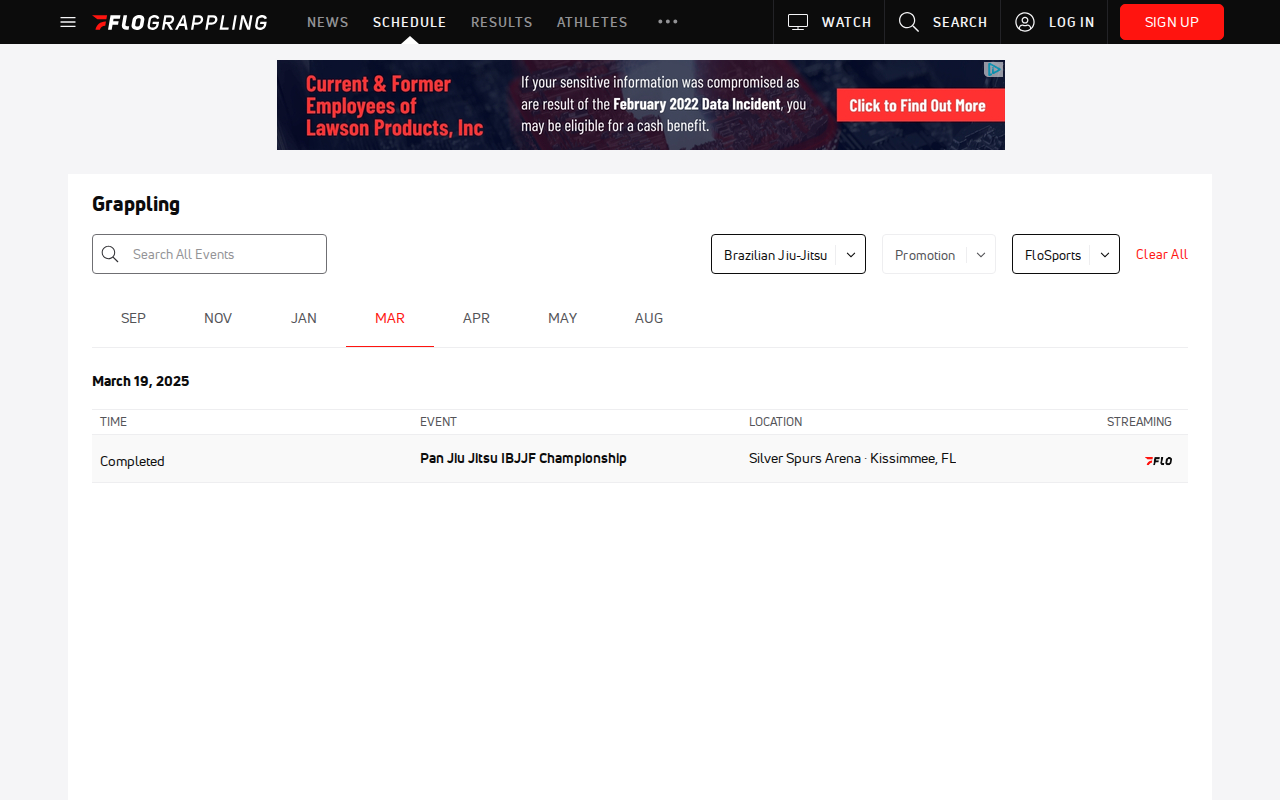 FLOGRAPPLING
NEWS
SCHEDULE
RESULTS
ATHLETES
WATCH
SEARCH
LOG IN
SIGN UP
Current & Former
Employees of
Lawson Products, Inc
If your sensitive information was compromised as
are result of the February 2022 Data Incident, you
may be eligible for a cash benefit.
Click to Find Out More
Grappling
Search All Events
Brazilian Jiu-Jitsu
Promotion
FloSports
Clear All
SEP
NOV
JAN
MAR
APR
MAY
AUG
March 19, 2025
TIME
EVENT
LOCATION
STREAMING
Completed
Pan Jiu Jitsu IBJJF Championship
Silver Spurs Arena · Kissimmee, FL
FLO